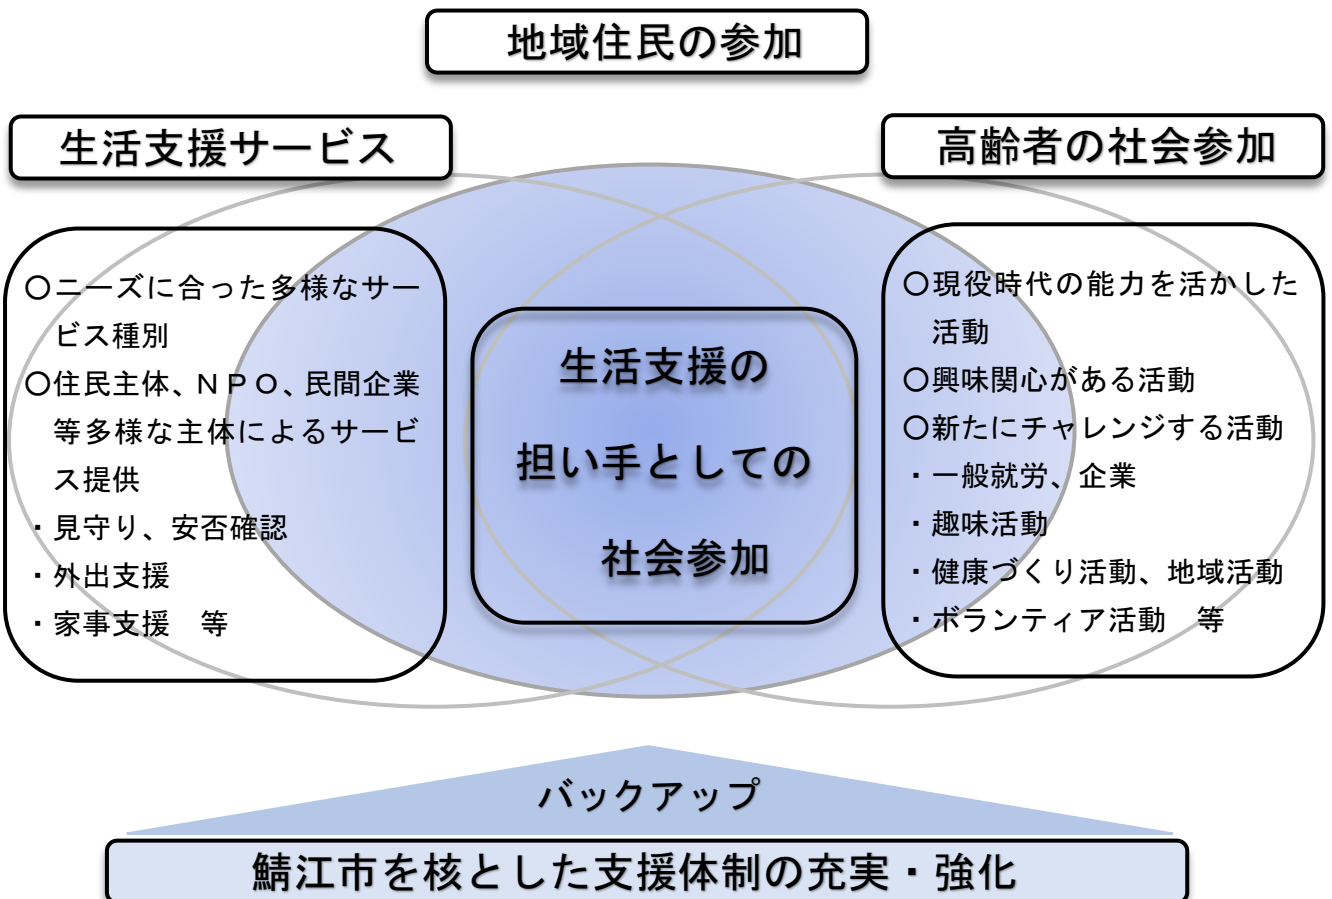 地域住民の参加
生活支援サービス
高齢者の社会参加
〇ニーズに合った多様なサー
ビス種別
〇住民主体、ＮＰＯ、民間企業
等多様な主体によるサービ
ス提供
・見守り、安否確認
・外出支援
・家事支援　等
生活支援の
担い手としての
社会参加
〇現役時代の能力を活かした
活動
〇興味関心がある活動
〇新たにチャレンジする活動
・一般就労、企業
・趣味活動
・健康づくり活動、地域活動
・ボランティア活動　等
バックアップ
鯖江市を核とした支援体制の充実・強化